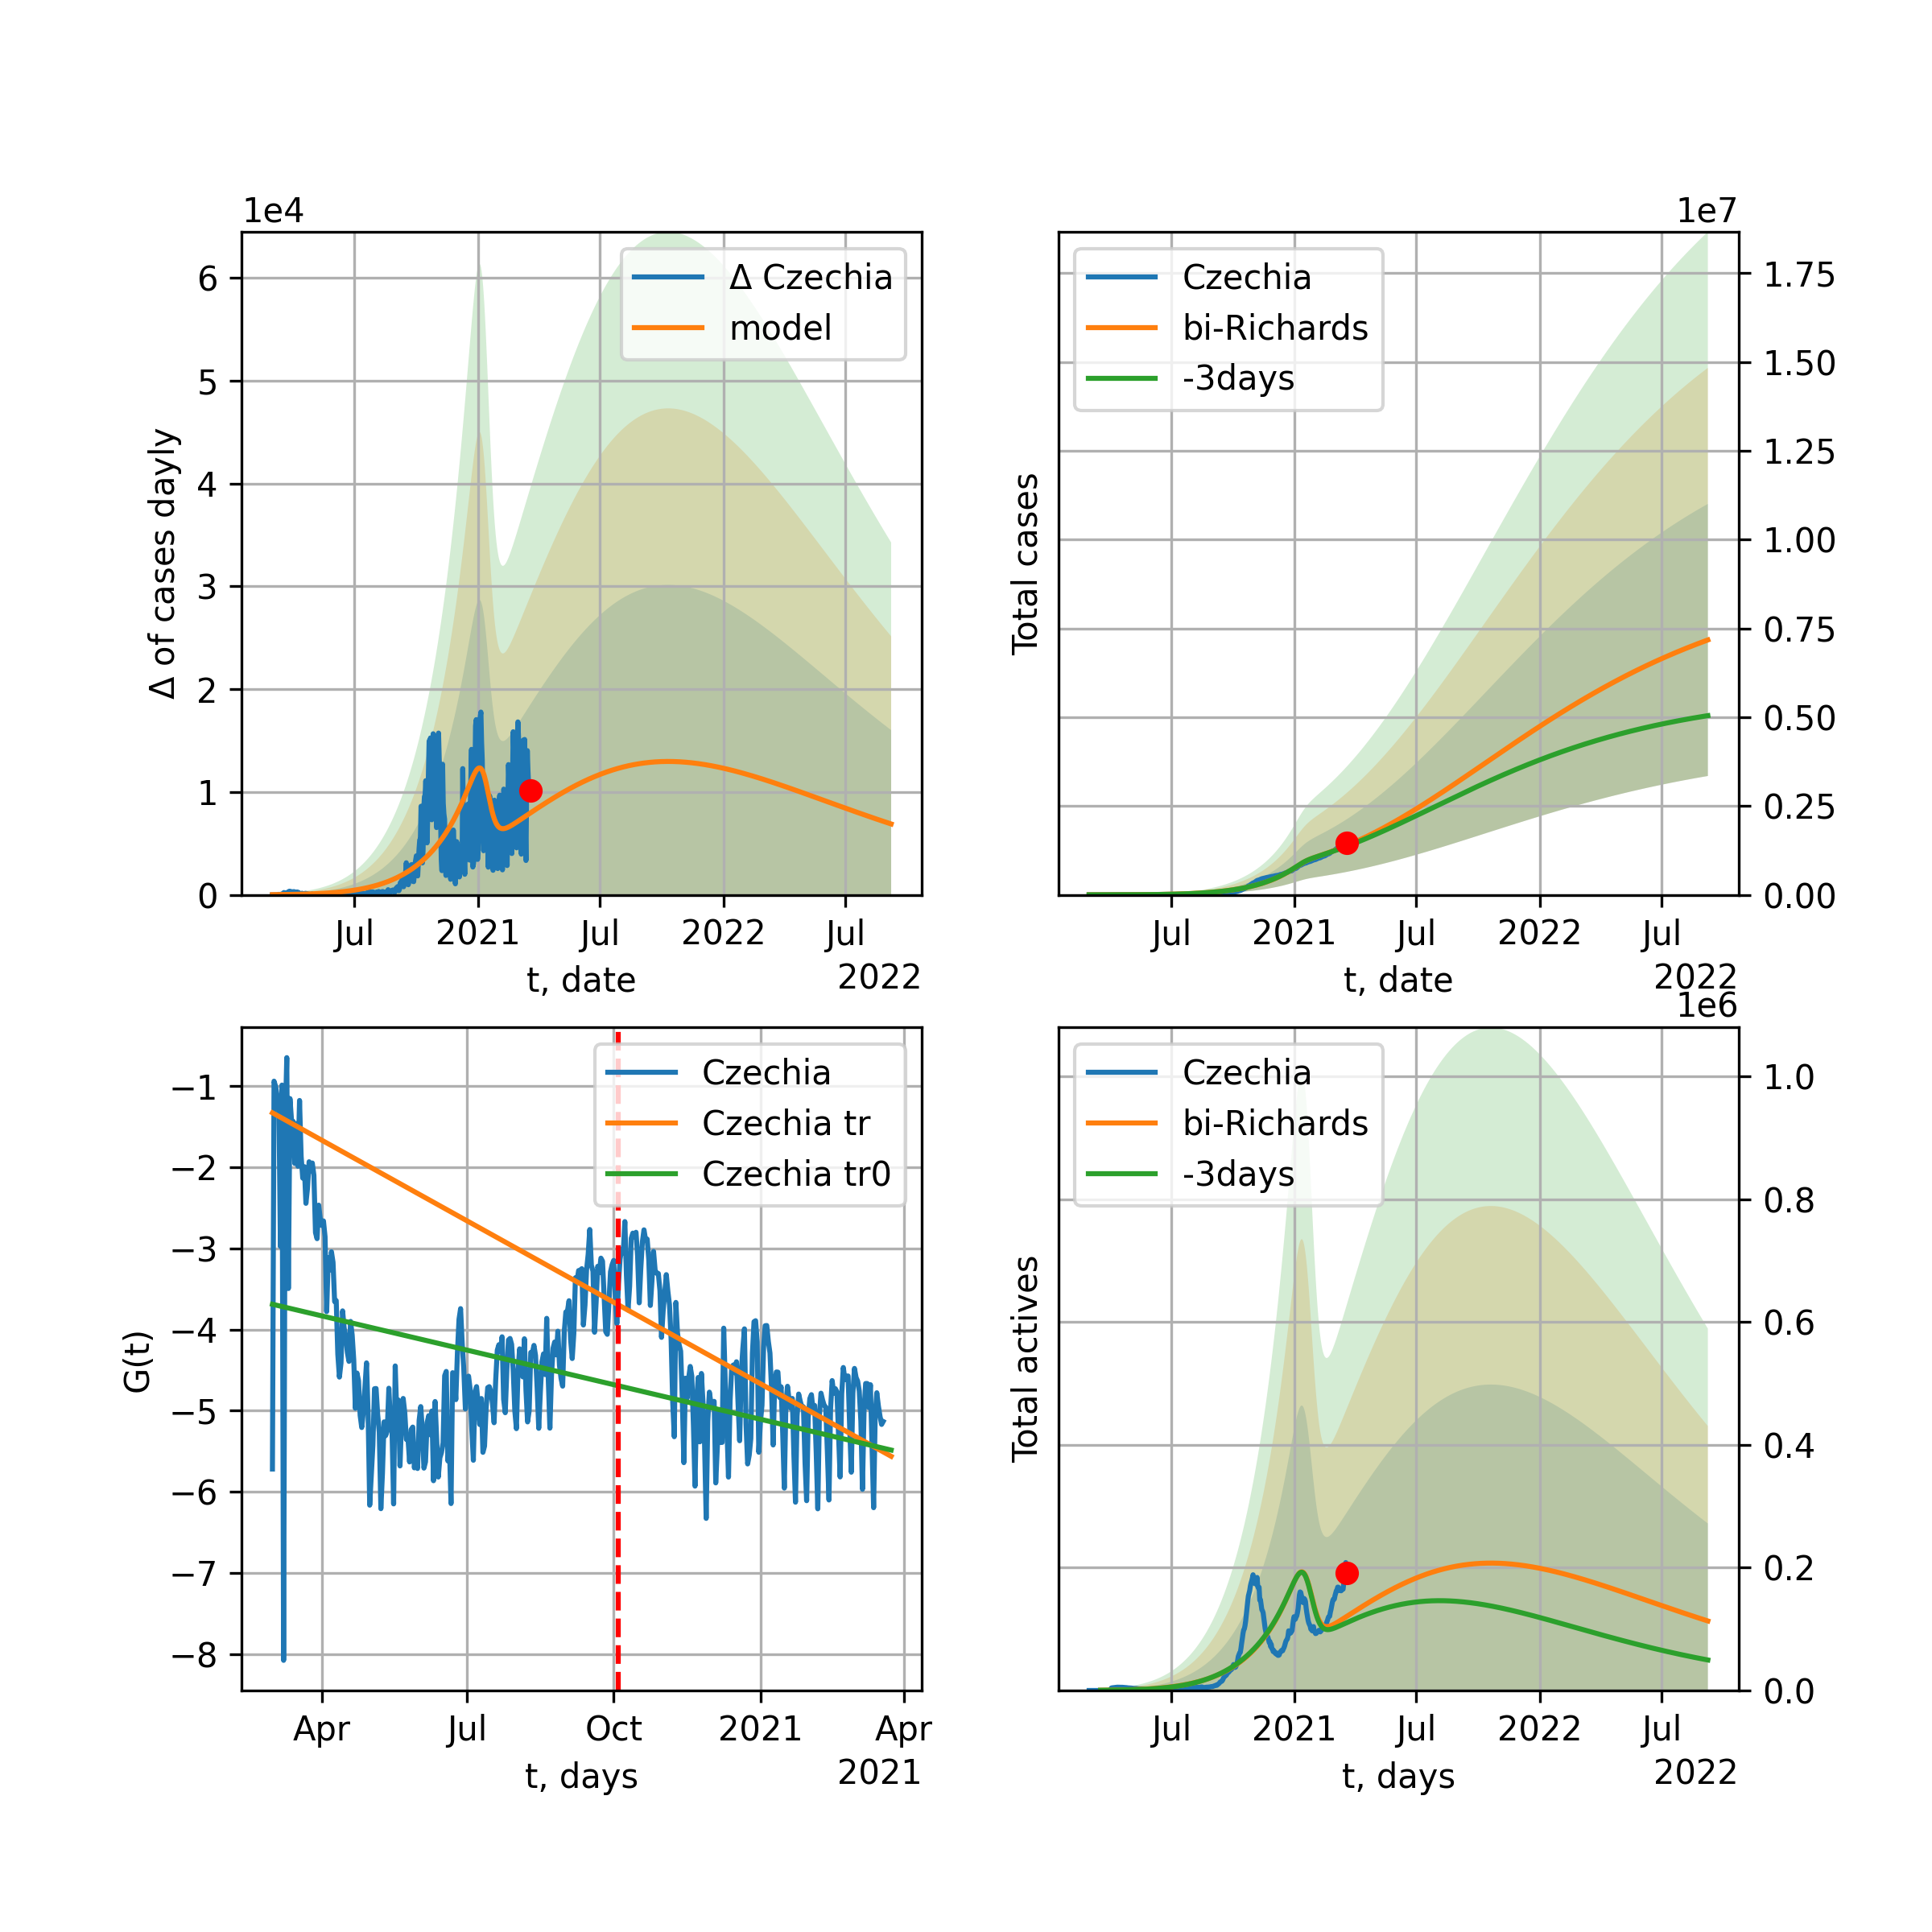 1e4
Δ of cases dayly
6
5
4
3
2
1
0
Δ Czechia
model
Jul 2021 Jul 2022 Jul
t, date
2022
1e7
Total cases
Czechia
bi-Richards
-3days
1.75
1.50
1.25
1.00
0.75
0.50
0.25
0.00
Jul 2021 Jul 2022 Jul
t, date
2022
G(t)
−1
−2
−3
−4
−5
−6
−7
−8
Czechia
Czechia tr
Czechia tr0
Apr Jul Oct 2021 Apr
t, days
2021
1e6
Total actives
Czechia
bi-Richards
-3days
1.0
0.8
0.6
0.4
0.2
0.0
Jul 2021 Jul 2022 Jul
t, days
2022